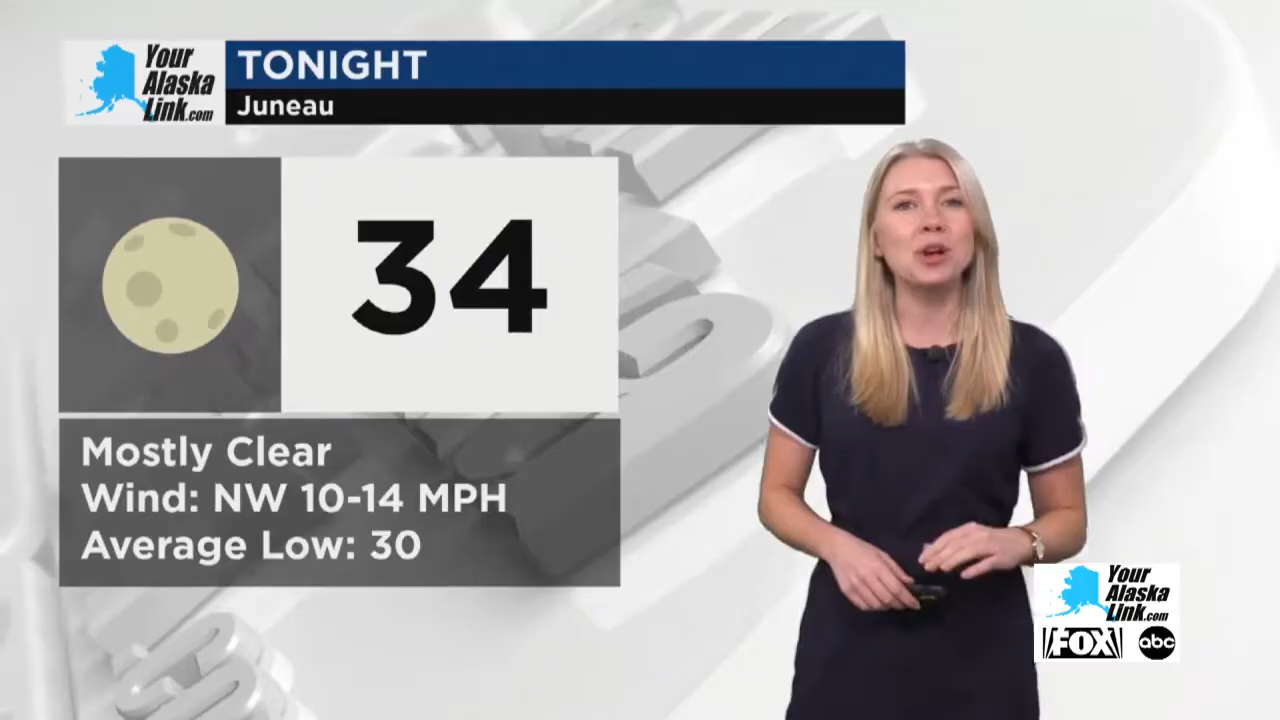 Your
Alaska
Link.com
TONIGHT
Juneau
34
Mostly Clear
Wind: NW 10-14 MPH
Average Low: 30
Your
Alaska
Link.com
FOX
abc